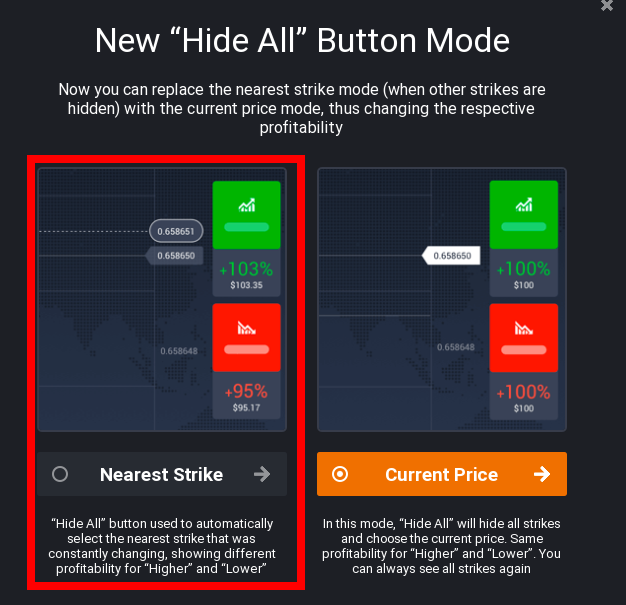 New “Hide All” Button Mode
Now you can replace the nearest strike mode (when other strikes are
hidden) with the current price mode, thus changing the respective
profitability
0.658651
0.658650
+103%
$103.35
0.658648
+95%
$95.17
0.658650
+100%
$100
0.658648
+100%
$100
Nearest Strike
Current Price
“Hide All” button used to automatically
select the nearest strike that was
constantly changing, showing different
profitability for “Higher” and “Lower”
In this mode, “Hide All” will hide all strikes
and choose the current price. Same
profitability for “Higher” and “Lower”. You
can always see all strikes again